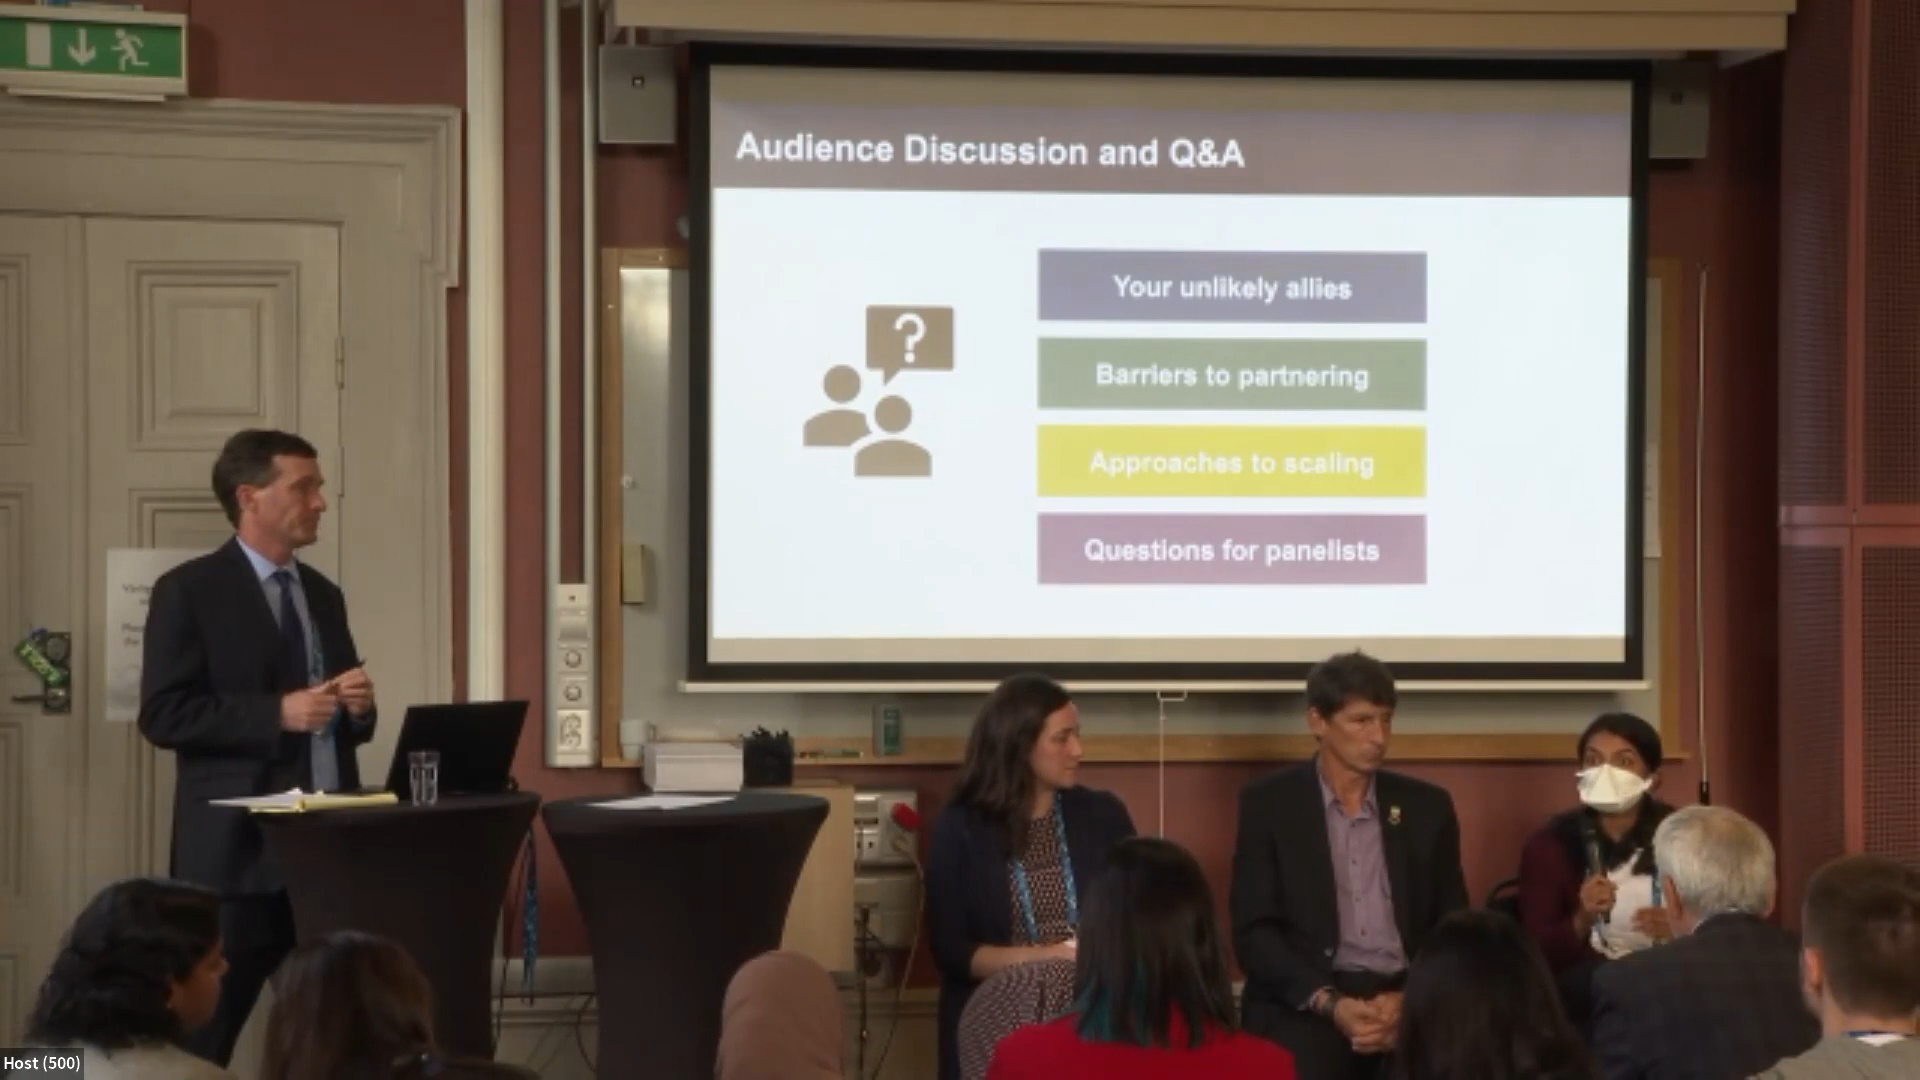 Audience Discussion and Q&A
?
Your unlikely allies
Barriers to partnering
Approaches to scaling
Questions for panelists
Host (500)